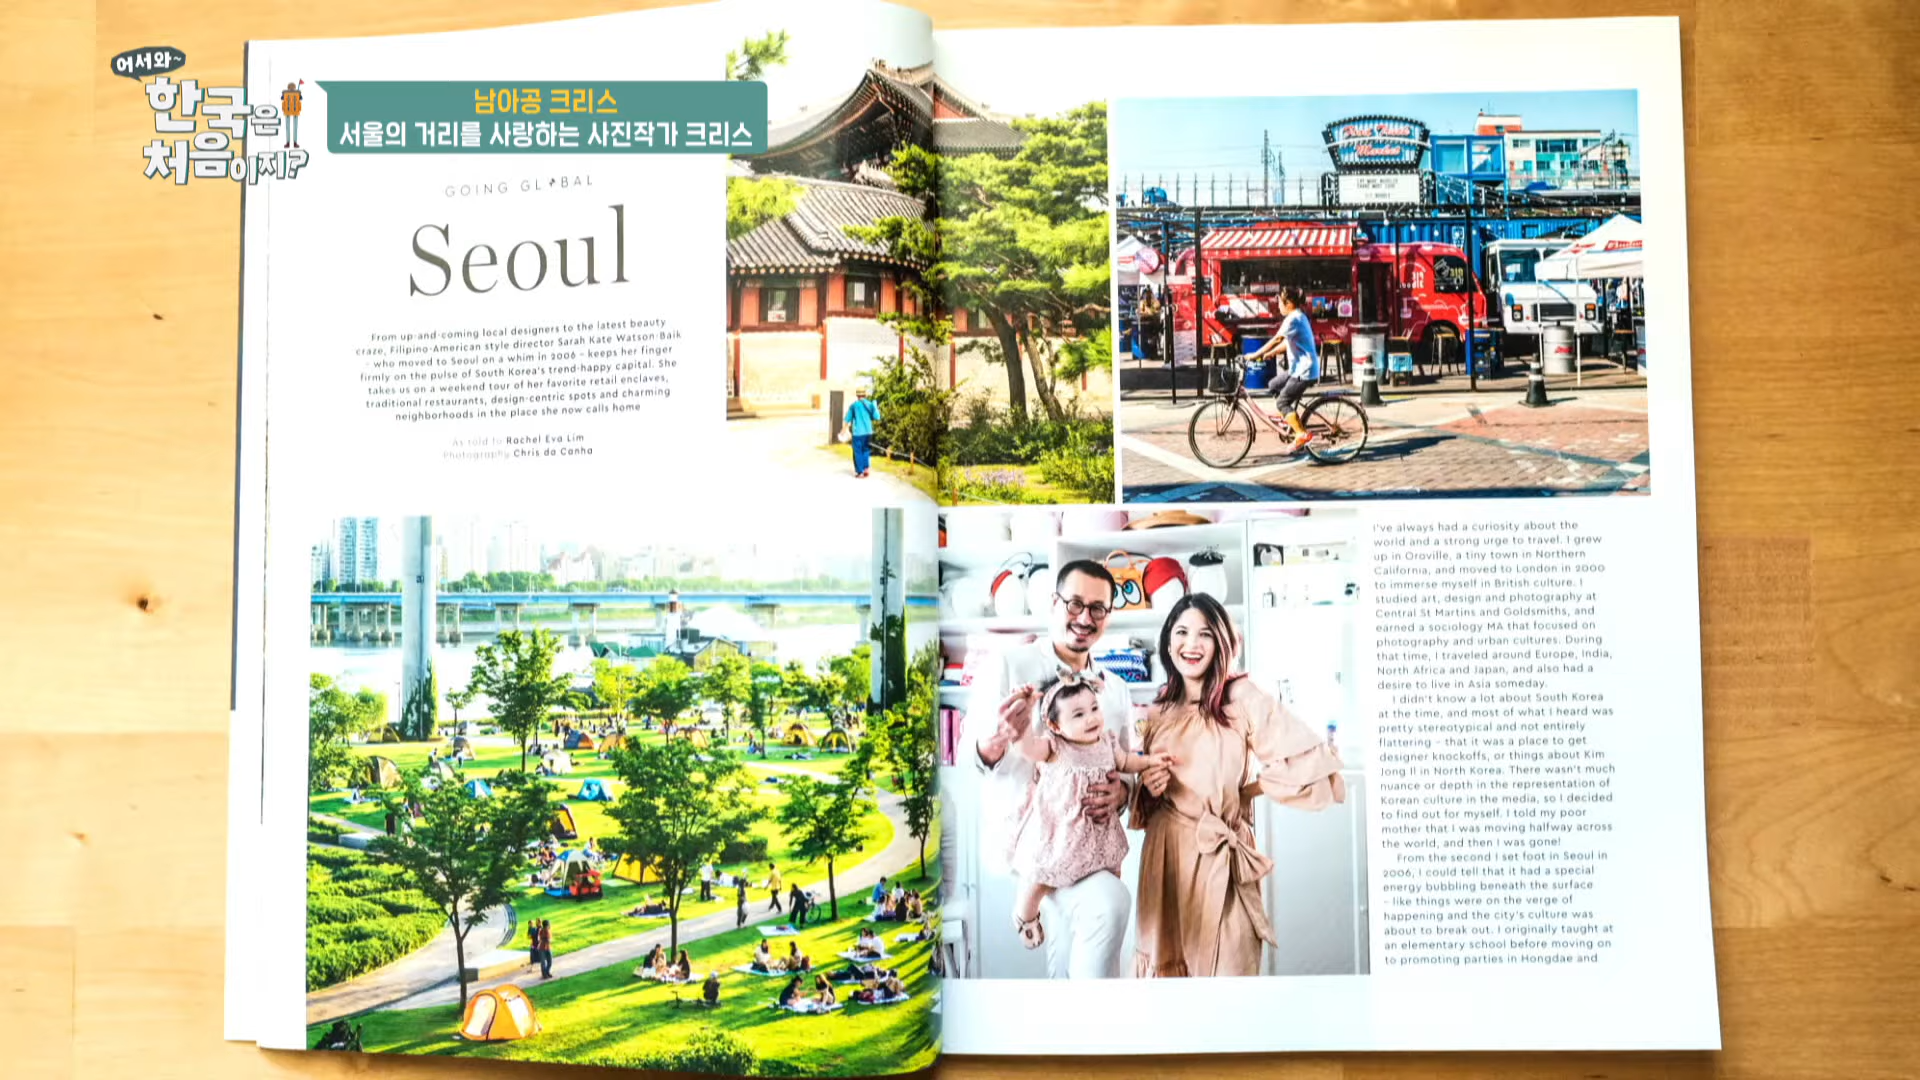 어서와~
한국은
처음이지?
남아공 크리스
서울의 거리를 사랑하는 사진작가 크리스
GOING GLOBAL
Seoul
From up-and-coming local designers to the latest beauty
craze, Filipino-American style director Sarah Kate Watson-Baik
– who moved to Seoul on a whim in 2006 – keeps her finger
firmly on the pulse of South Korea's trend-happy capital. She
takes us on a weekend tour of her favorite retail enclaves,
traditional restaurants, design-centric spots and charming
neighborhoods in the place she now calls home
As told to Rachel Eva Lim
Photography Chris da Canha
Market
I've always had a curiosity about the
world and a strong urge to travel. I grew
up in Oroville, a tiny town in Northern
California, and moved to London in 2000
to immerse myself in British culture. I
studied art, design and photography at
Central St Martins and Goldsmiths, and
earned a sociology MA that focused on
photography and urban cultures. During
that time, I traveled around Europe, India,
North Africa and Japan, and also had a
desire to live in Asia someday.
I didn't know a lot about South Korea
at the time, and most of what I heard was
pretty stereotypical and not entirely
flattering – that it was a place to get
designer knockoffs, or things about Kim
Jong Il in North Korea. There wasn't much
nuance or depth in the representation of
Korean culture in the media, so I decided
to find out for myself. I told my poor
mother that I was moving halfway across
the world, and then I was gone!
From the second I set foot in Seoul in
2006, I could tell that it had a special
energy bubbling beneath the surface
– like things were on the verge of
happening and the city's culture was
about to break out. I originally taught at
an elementary school before moving on
to promoting parties in Hongdae and